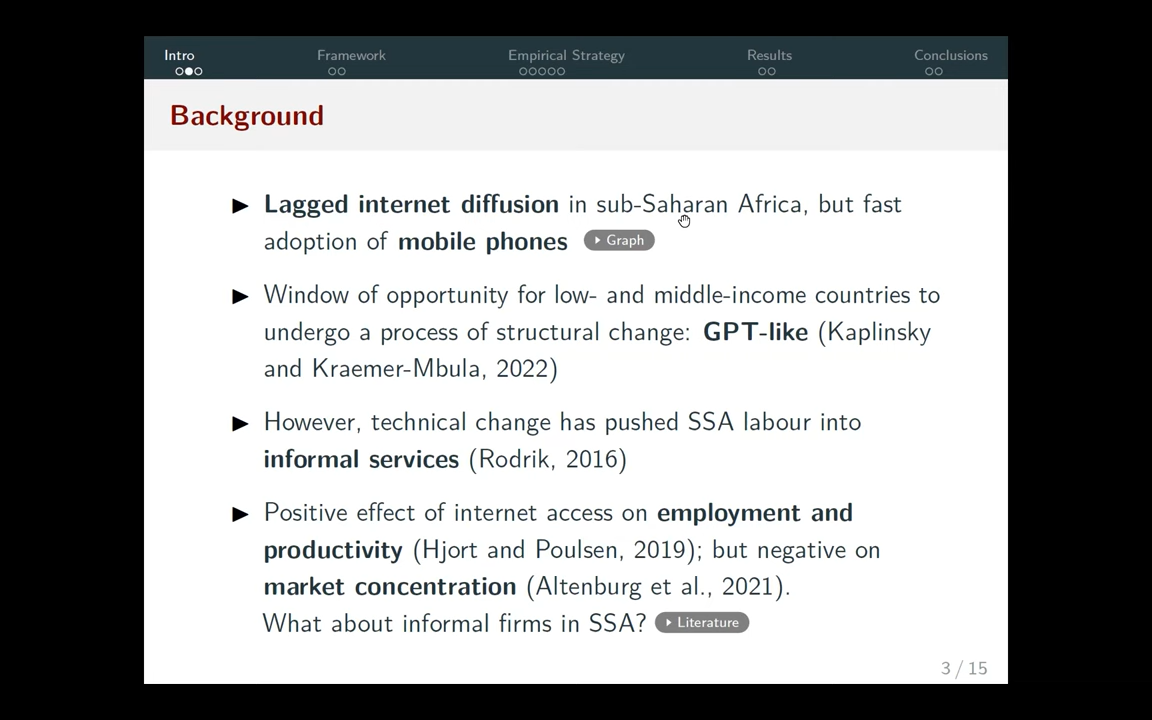 Intro Framework Empirical Strategy Results Conclusions
Background
Lagged internet diffusion in sub-Saharan Africa, but fast
adoption of mobile phones Graph
Window of opportunity for low- and middle-income countries to
undergo a process of structural change: GPT-like (Kaplinsky
and Kraemer-Mbula, 2022)
However, technical change has pushed SSA labour into
informal services (Rodrik, 2016)
Positive effect of internet access on employment and
productivity (Hjort and Poulsen, 2019); but negative on
market concentration (Altenburg et al., 2021).
What about informal firms in SSA? Literature
3 / 15